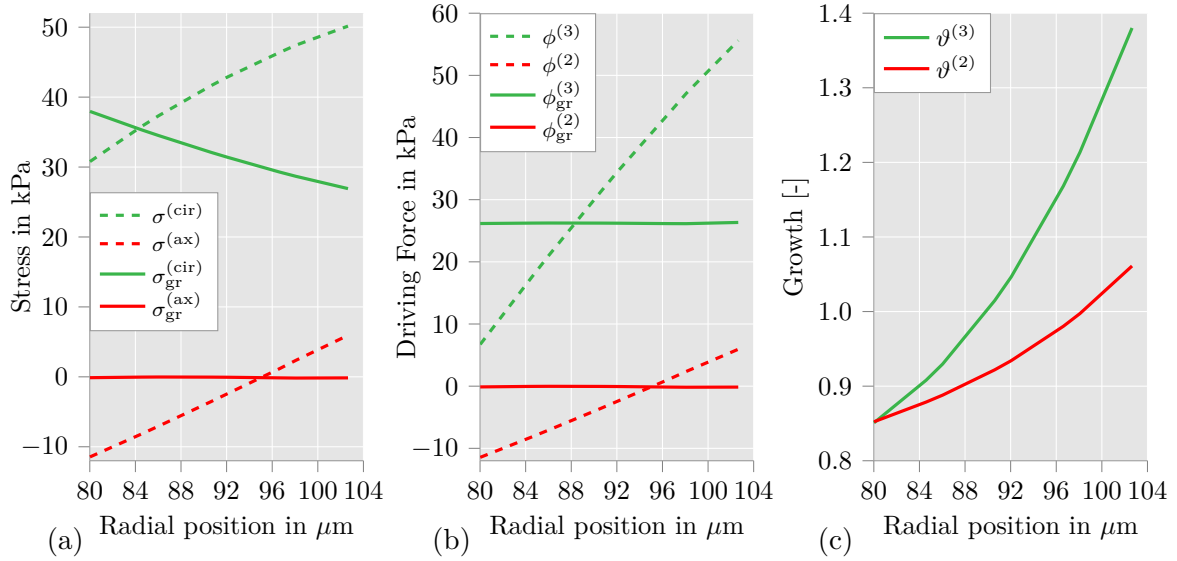 50
40
30
20
10
0
−10
80 84 88 92 96 100 104
Stress in kPa
Radial position in μm
σ^(cir)
σ^(ax)
σ_gr^(cir)
σ_gr^(ax)
(a)
60
50
40
30
20
10
0
−10
80 84 88 92 96 100 104
Driving Force in kPa
Radial position in μm
ϕ^(3)
ϕ^(2)
ϕ_gr^(3)
ϕ_gr^(2)
(b)
1.4
1.3
1.2
1.1
1.0
0.9
0.8
80 84 88 92 96 100 104
Growth [-]
Radial position in μm
ϑ^(3)
ϑ^(2)
(c)